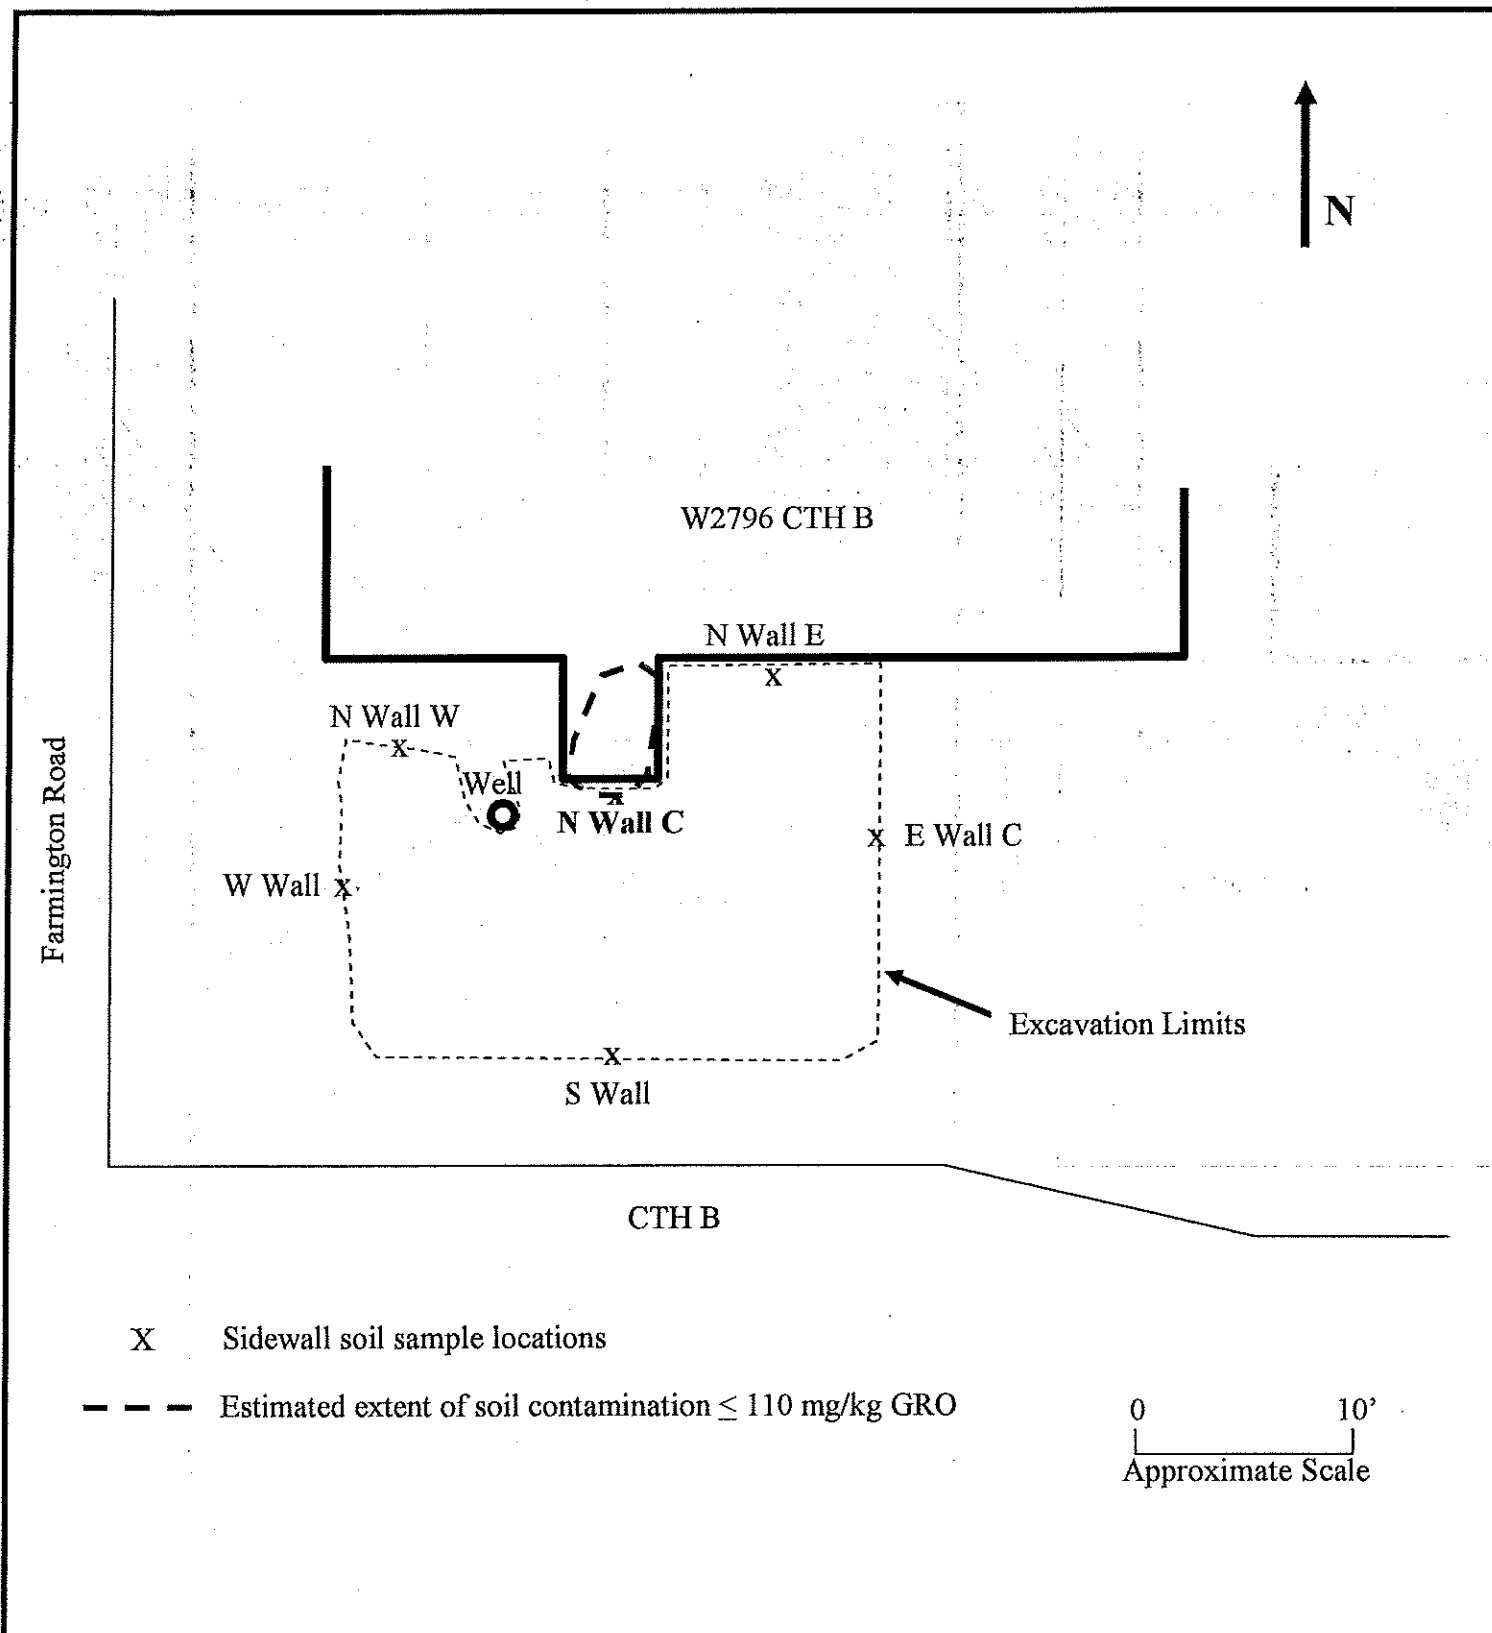 N
W2796 CTH B
N Wall E
X
N Wall W
X
Well
X
N Wall C
X E Wall C
W Wall X
Farmington Road
Excavation Limits
X
S Wall
CTH B
X Sidewall soil sample locations
Estimated extent of soil contamination ≤ 110 mg/kg GRO
0 10’
Approximate Scale